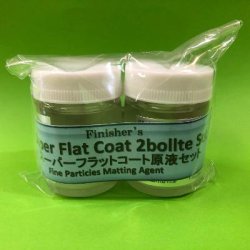 Finisher's
per Flat Coat 2bollte S
ーパーフラットコート原液セット
Fine Particles Matting Agent